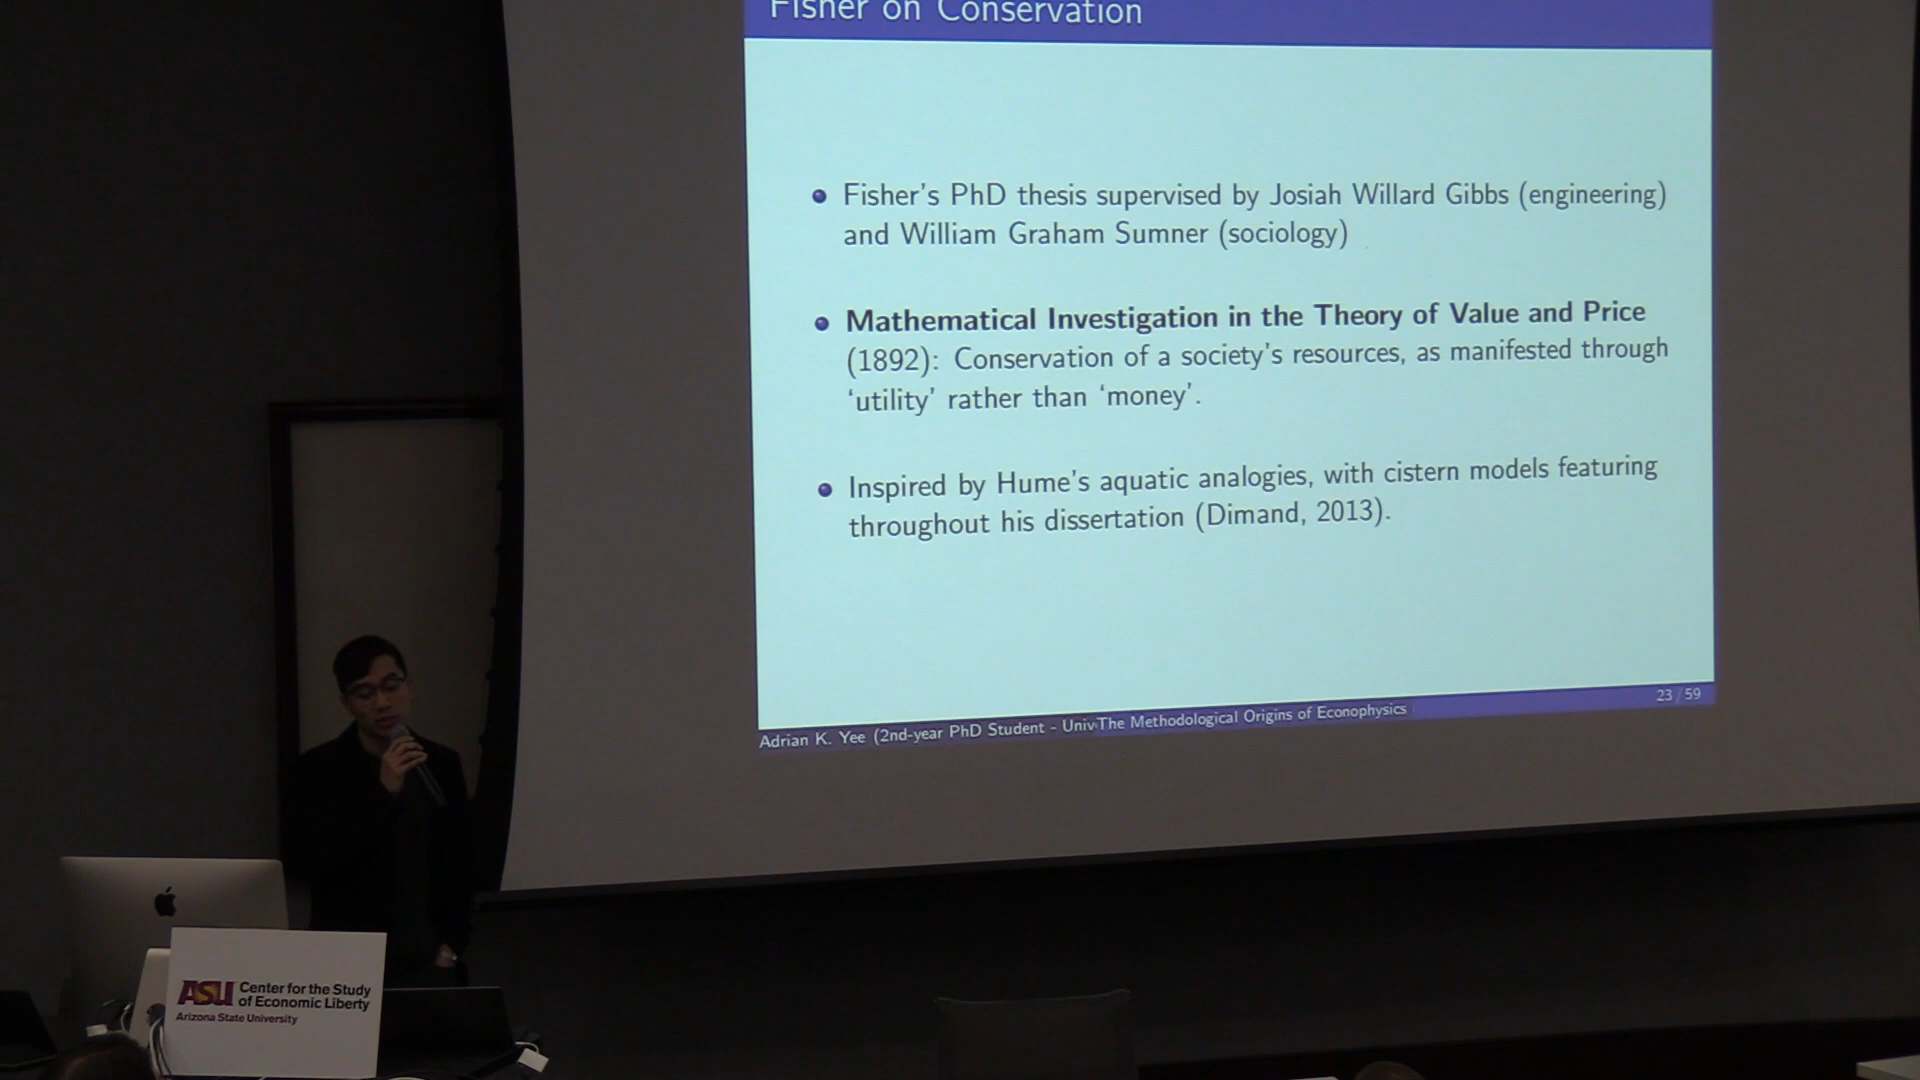 Fisher on Conservation
Fisher's PhD thesis supervised by Josiah Willard Gibbs (engineering)
and William Graham Sumner (sociology)
Mathematical Investigation in the Theory of Value and Price
(1892): Conservation of a society's resources, as manifested through
'utility' rather than 'money'.
Inspired by Hume's aquatic analogies, with cistern models featuring
throughout his dissertation (Dimand, 2013).
Adrian K. Yee (2nd-year PhD Student - Univ The Methodological Origins of Econophysics
23 / 59
ASU Center for the Study
of Economic Liberty
Arizona State University